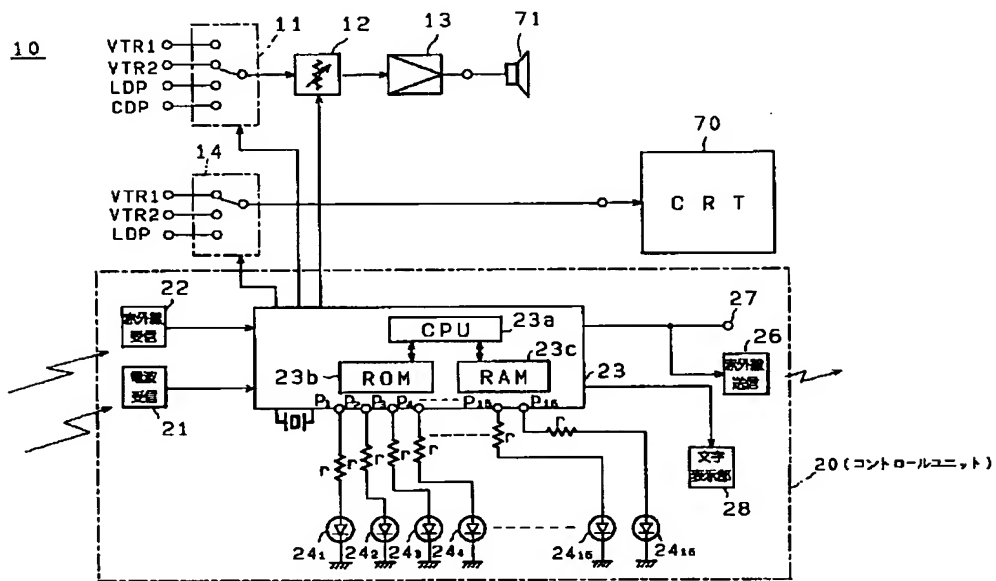 10
11
12
13
71
VTR1
VTR2
LDP
CDP
14
VTR1
VTR2
LDP
70
CRT
22
赤外線
受信
電波
受信
21
CPU
23a
23b
ROM
RAM
23c
23
27
26
赤外線
送信
文字
表示部
28
20(コントロールユニット)
P1 P2 P3 P4 P15 P16
r r r r r r
241 242 243 244 2415 2416